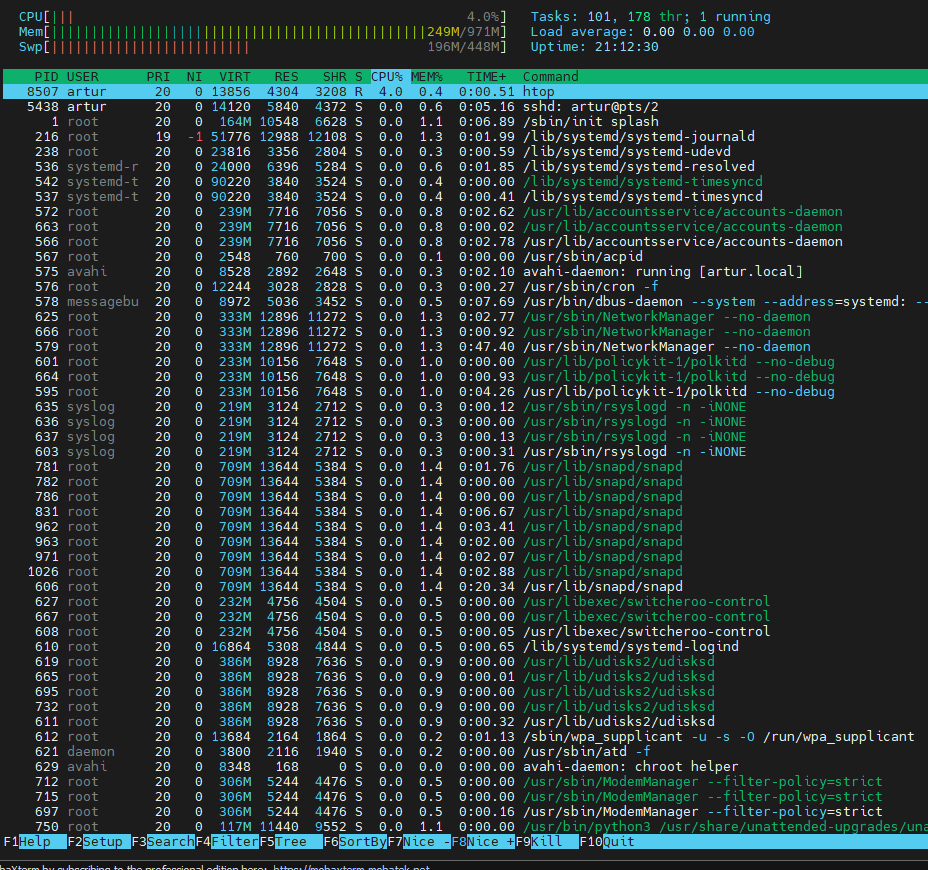 CPU[||| 4.0%] Tasks: 101, 178 thr; 1 running
Mem[||||||||||||||||||||||||||||||||||||||||||||||||249M/971M] Load average: 0.00 0.00 0.00
Swp[||||||||||||||||||||||||| 196M/448M] Uptime: 21:12:30
PID USER PRI NI VIRT RES SHR S CPU% MEM% TIME+ Command
8507 artur 20 0 13856 4304 3208 R 4.0 0.4 0:00.51 htop
5438 artur 20 0 14120 5840 4372 S 0.0 0.6 0:05.16 sshd: artur@pts/2
1 root 20 0 164M 10548 6628 S 0.0 1.1 0:06.89 /sbin/init splash
216 root 19 -1 51776 12988 12108 S 0.0 1.3 0:01.99 /lib/systemd/systemd-journald
238 root 20 0 23816 3356 2804 S 0.0 0.3 0:00.59 /lib/systemd/systemd-udevd
536 systemd-r 20 0 24000 6396 5284 S 0.0 0.6 0:01.85 /lib/systemd/systemd-resolved
542 systemd-t 20 0 90220 3840 3524 S 0.0 0.4 0:00.00 /lib/systemd/systemd-timesyncd
537 systemd-t 20 0 90220 3840 3524 S 0.0 0.4 0:00.41 /lib/systemd/systemd-timesyncd
572 root 20 0 239M 7716 7056 S 0.0 0.8 0:02.62 /usr/lib/accountsservice/accounts-daemon
663 root 20 0 239M 7716 7056 S 0.0 0.8 0:00.02 /usr/lib/accountsservice/accounts-daemon
566 root 20 0 239M 7716 7056 S 0.0 0.8 0:02.78 /usr/lib/accountsservice/accounts-daemon
567 root 20 0 2548 760 700 S 0.0 0.1 0:00.00 /usr/sbin/acpid
575 avahi 20 0 8528 2892 2648 S 0.0 0.3 0:02.10 avahi-daemon: running [artur.local]
576 root 20 0 12244 3028 2828 S 0.0 0.3 0:00.27 /usr/sbin/cron -f
578 messagebu 20 0 8972 5036 3452 S 0.0 0.5 0:07.69 /usr/bin/dbus-daemon --system --address=systemd: --
625 root 20 0 333M 12896 11272 S 0.0 1.3 0:02.77 /usr/sbin/NetworkManager --no-daemon
666 root 20 0 333M 12896 11272 S 0.0 1.3 0:00.92 /usr/sbin/NetworkManager --no-daemon
579 root 20 0 333M 12896 11272 S 0.0 1.3 0:47.40 /usr/sbin/NetworkManager --no-daemon
601 root 20 0 233M 10156 7648 S 0.0 1.0 0:00.00 /usr/lib/policykit-1/polkitd --no-debug
664 root 20 0 233M 10156 7648 S 0.0 1.0 0:00.93 /usr/lib/policykit-1/polkitd --no-debug
595 root 20 0 233M 10156 7648 S 0.0 1.0 0:04.26 /usr/lib/policykit-1/polkitd --no-debug
635 syslog 20 0 219M 3124 2712 S 0.0 0.3 0:00.12 /usr/sbin/rsyslogd -n -iNONE
636 syslog 20 0 219M 3124 2712 S 0.0 0.3 0:00.00 /usr/sbin/rsyslogd -n -iNONE
637 syslog 20 0 219M 3124 2712 S 0.0 0.3 0:00.13 /usr/sbin/rsyslogd -n -iNONE
603 syslog 20 0 219M 3124 2712 S 0.0 0.3 0:00.31 /usr/sbin/rsyslogd -n -iNONE
781 root 20 0 709M 13644 5384 S 0.0 1.4 0:01.76 /usr/lib/snapd/snapd
782 root 20 0 709M 13644 5384 S 0.0 1.4 0:00.00 /usr/lib/snapd/snapd
786 root 20 0 709M 13644 5384 S 0.0 1.4 0:00.00 /usr/lib/snapd/snapd
831 root 20 0 709M 13644 5384 S 0.0 1.4 0:06.67 /usr/lib/snapd/snapd
962 root 20 0 709M 13644 5384 S 0.0 1.4 0:03.41 /usr/lib/snapd/snapd
963 root 20 0 709M 13644 5384 S 0.0 1.4 0:02.00 /usr/lib/snapd/snapd
971 root 20 0 709M 13644 5384 S 0.0 1.4 0:02.07 /usr/lib/snapd/snapd
1026 root 20 0 709M 13644 5384 S 0.0 1.4 0:02.88 /usr/lib/snapd/snapd
606 root 20 0 709M 13644 5384 S 0.0 1.4 0:20.34 /usr/lib/snapd/snapd
627 root 20 0 232M 4756 4504 S 0.0 0.5 0:00.00 /usr/libexec/switcheroo-control
667 root 20 0 232M 4756 4504 S 0.0 0.5 0:00.00 /usr/libexec/switcheroo-control
608 root 20 0 232M 4756 4504 S 0.0 0.5 0:00.05 /usr/libexec/switcheroo-control
610 root 20 0 16864 5308 4844 S 0.0 0.5 0:00.65 /lib/systemd/systemd-logind
619 root 20 0 386M 8928 7636 S 0.0 0.9 0:00.00 /usr/lib/udisks2/udisksd
665 root 20 0 386M 8928 7636 S 0.0 0.9 0:00.01 /usr/lib/udisks2/udisksd
695 root 20 0 386M 8928 7636 S 0.0 0.9 0:00.00 /usr/lib/udisks2/udisksd
732 root 20 0 386M 8928 7636 S 0.0 0.9 0:00.00 /usr/lib/udisks2/udisksd
611 root 20 0 386M 8928 7636 S 0.0 0.9 0:00.32 /usr/lib/udisks2/udisksd
612 root 20 0 13684 2164 1864 S 0.0 0.2 0:01.13 /sbin/wpa_supplicant -u -s -O /run/wpa_supplicant
621 daemon 20 0 3800 2116 1940 S 0.0 0.2 0:00.00 /usr/sbin/atd -f
629 avahi 20 0 8348 168 0 S 0.0 0.0 0:00.00 avahi-daemon: chroot helper
712 root 20 0 306M 5244 4476 S 0.0 0.5 0:00.00 /usr/sbin/ModemManager --filter-policy=strict
715 root 20 0 306M 5244 4476 S 0.0 0.5 0:00.00 /usr/sbin/ModemManager --filter-policy=strict
697 root 20 0 306M 5244 4476 S 0.0 0.5 0:00.16 /usr/sbin/ModemManager --filter-policy=strict
750 root 20 0 117M 11440 9552 S 0.0 1.1 0:00.00 /usr/bin/python3 /usr/share/unattended-upgrades/una
F1Help F2Setup F3SearchF4FilterF5Tree F6SortByF7Nice -F8Nice +F9Kill F10Quit
baXterm by subscribing to the professional edition here: https://mobaxterm.mobatek.net